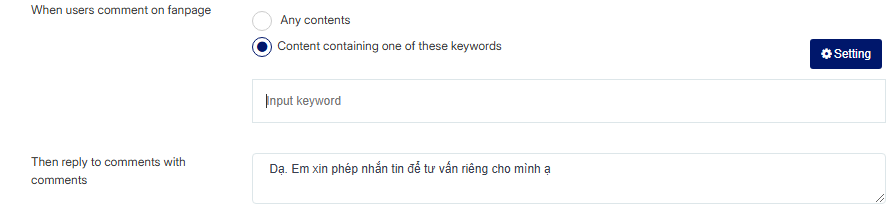 When users comment on fanpage
Any contents
Content containing one of these keywords
Setting
Input keyword
Then reply to comments with
comments
Dạ. Em xin phép nhắn tin để tư vấn riêng cho mình ạ